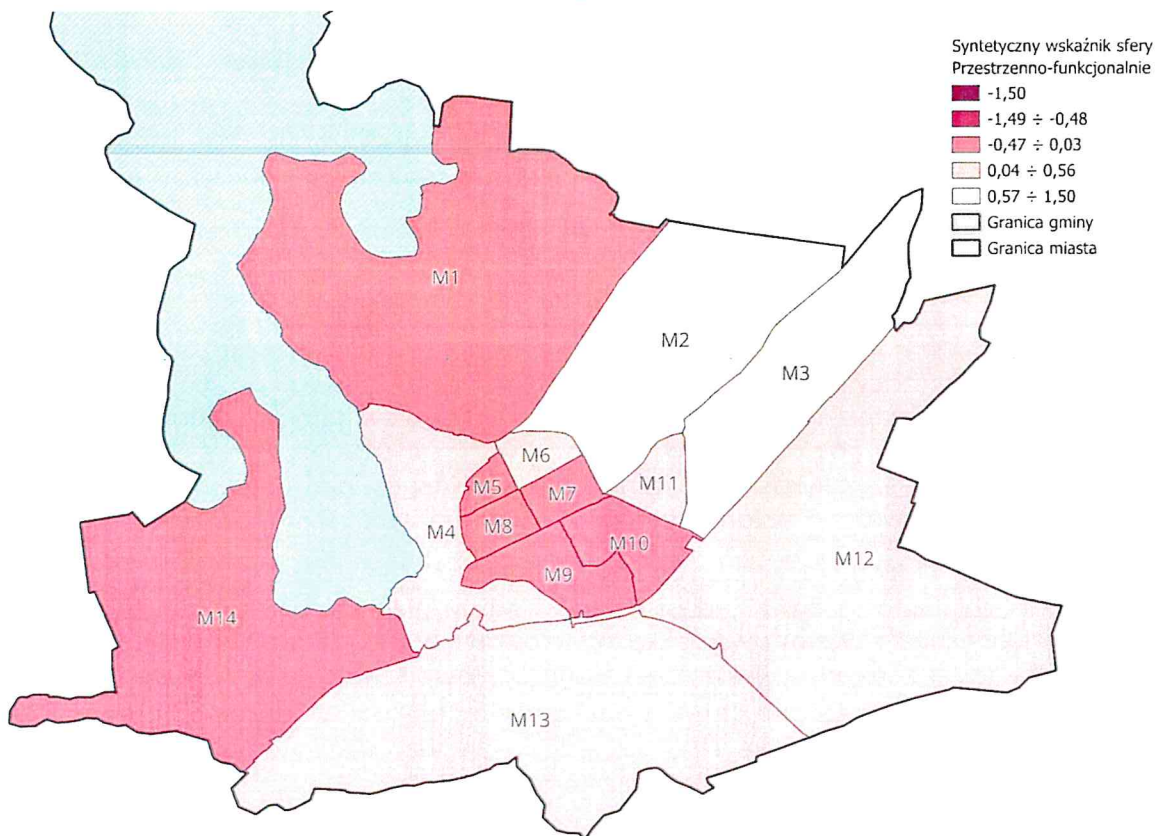 Syntetyczny wskaźnik sfery
Przestrzenno-funkcjonalnie
-1,50
-1,49 ÷ -0,48
-0,47 ÷ 0,03
0,04 ÷ 0,56
0,57 ÷ 1,50
Granica gminy
Granica miasta
M1
M2
M3
M6
M5
M7
M11
M4
M8
M10
M12
M9
M14
M13